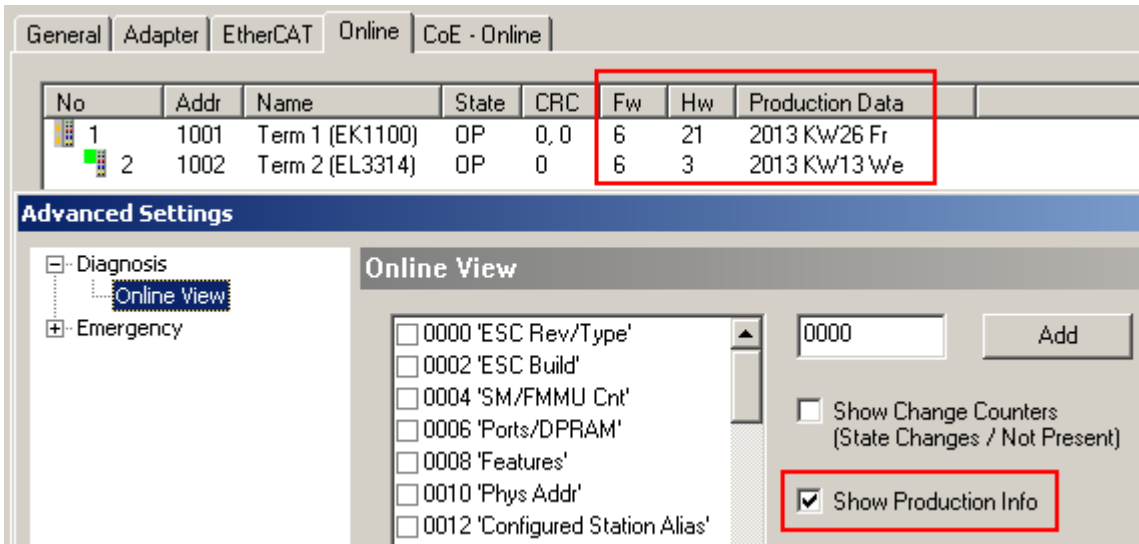 General Adapter EtherCAT Online CoE - Online
No Addr Name State CRC Fw Hw Production Data
1 1001 Term 1 (EK1100) OP 0, 0 6 21 2013 KW26 Fr
2 1002 Term 2 (EL3314) OP 0 6 3 2013 KW13 We
Advanced Settings
Diagnosis
Online View
Emergency
Online View
0000 'ESC Rev/Type'
0002 'ESC Build'
0004 'SM/FMMU Cnt'
0006 'Ports/DPRAM'
0008 'Features'
0010 'Phys Addr'
0012 'Configured Station Alias'
0000 Add
Show Change Counters
(State Changes / Not Present)
Show Production Info